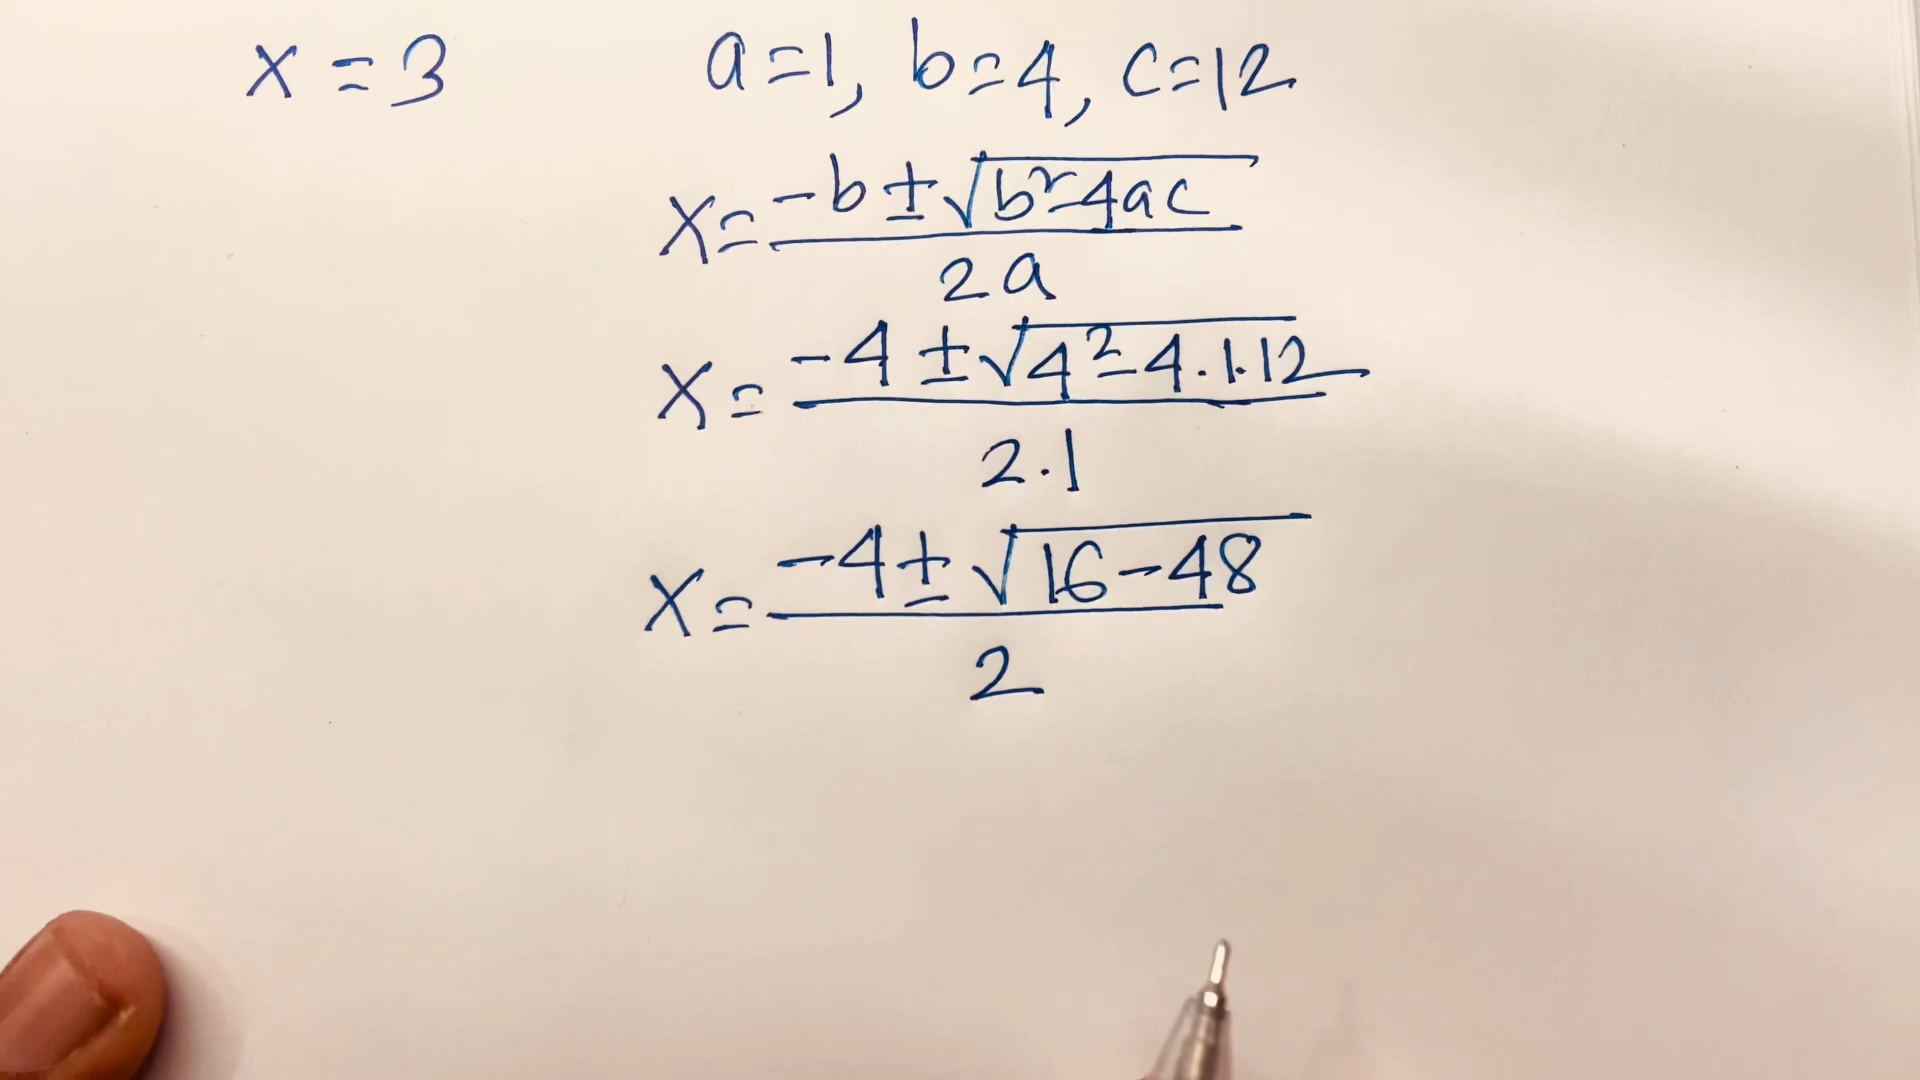 x = 3 a=1, b=4, c=12
x = -b ± √b²-4ac / 2a
x = -4 ± √4²-4.1.12 / 2.1
x = -4 ± √16-48 / 2